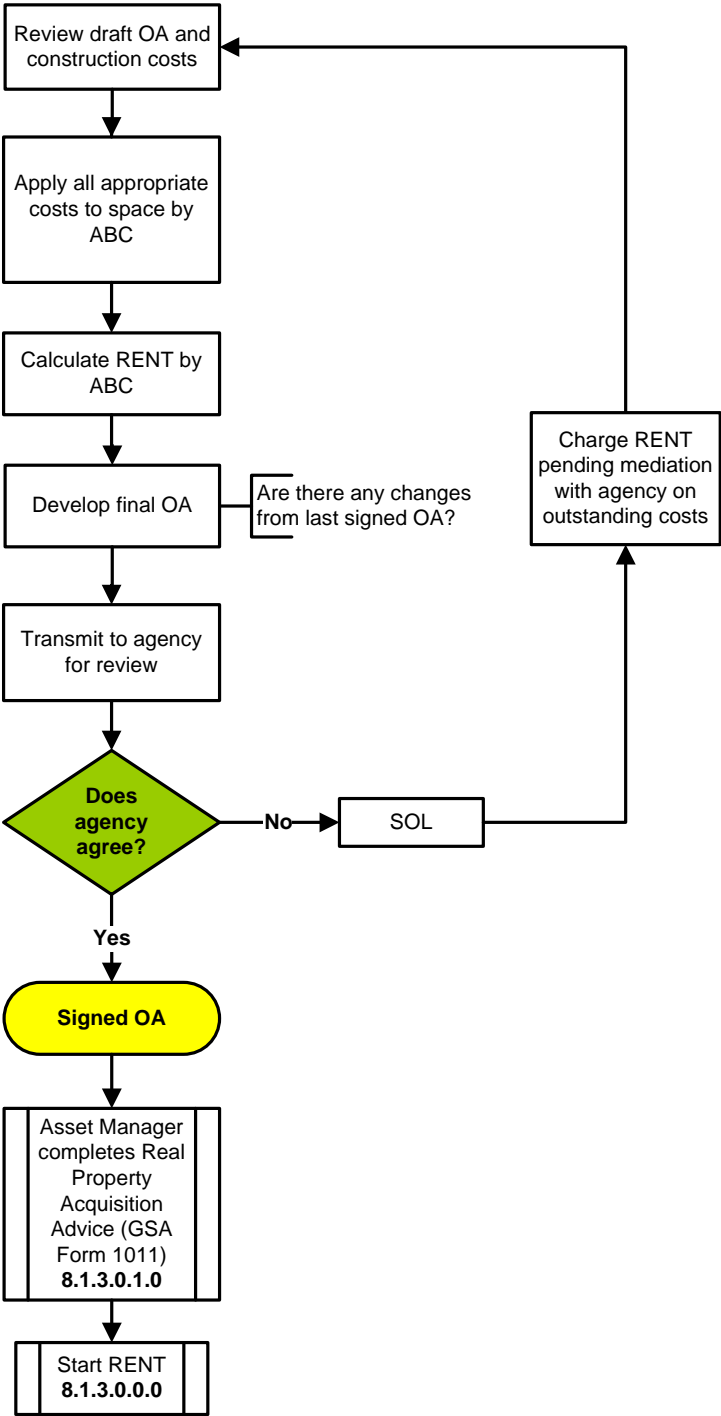 Review draft OA and
construction costs
Apply all appropriate
costs to space by
ABC
Calculate RENT by
ABC
Develop final OA
Are there any changes
from last signed OA?
Charge RENT
pending mediation
with agency on
outstanding costs
Transmit to agency
for review
Does
agency
agree?
No
SOL
Yes
Signed OA
Asset Manager
completes Real
Property
Acquisition
Advice (GSA
Form 1011)
8.1.3.0.1.0
Start RENT
8.1.3.0.0.0